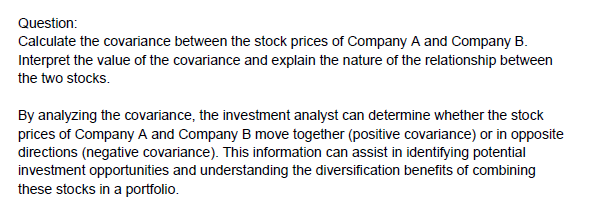 Question:
Calculate the covariance between the stock prices of Company A and Company B.
Interpret the value of the covariance and explain the nature of the relationship between
the two stocks.
By analyzing the covariance, the investment analyst can determine whether the stock
prices of Company A and Company B move together (positive covariance) or in opposite
directions (negative covariance). This information can assist in identifying potential
investment opportunities and understanding the diversification benefits of combining
these stocks in a portfolio.